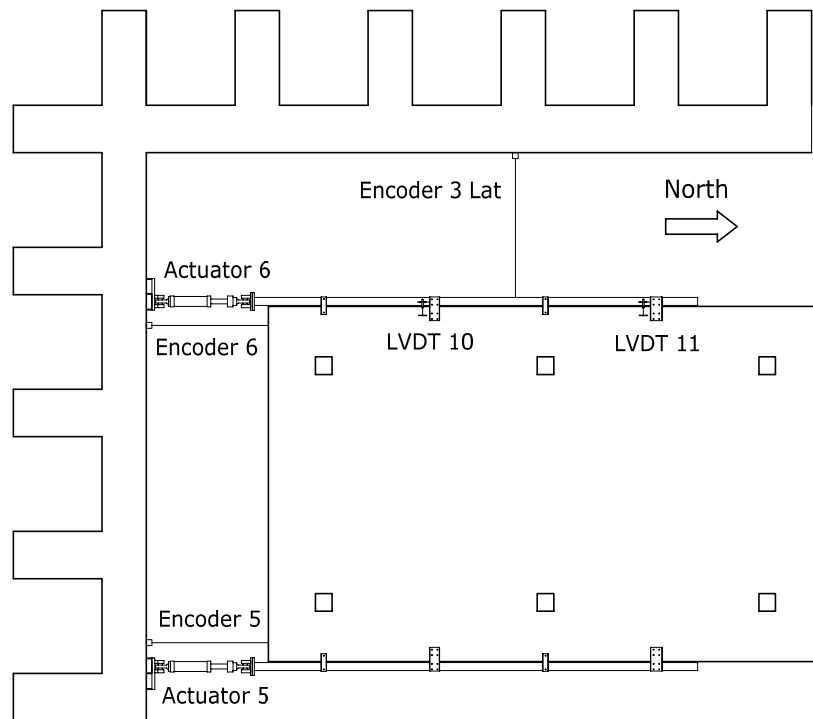 Encoder 3 Lat
North
Actuator 6
Encoder 6
LVDT 10
LVDT 11
Encoder 5
Actuator 5